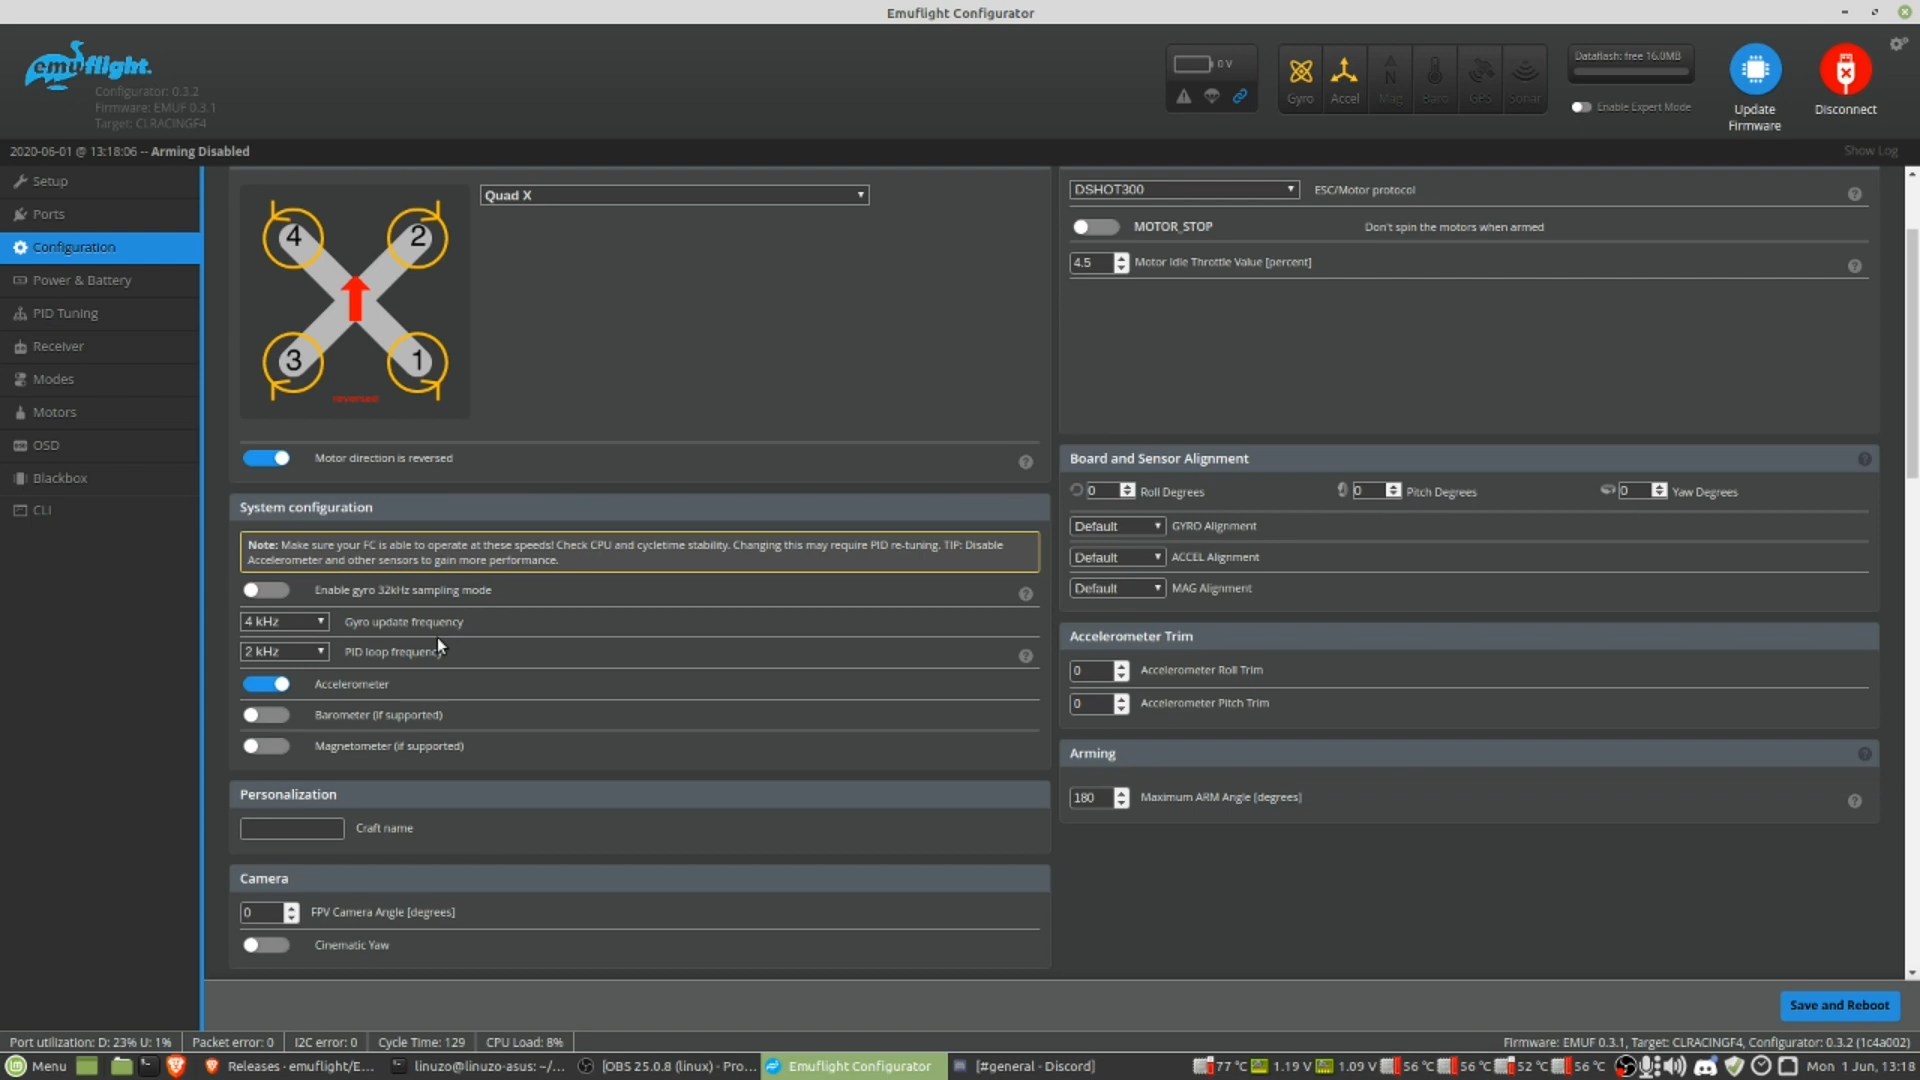 Emuflight Configurator
emuflight.
Configurator: 0.3.2
Firmware: EMUF 0.3.1
Target: CLRACINGF4
0 V
Gyro
Accel
Mag
Baro
GPS
Sonar
Dataflash: free 16.0MB
Enable Expert Mode
Update
Firmware
Disconnect
2020-06-01 @ 13:18:06 -- Arming Disabled
Show Log
Setup
Ports
Configuration
Power & Battery
PID Tuning
Receiver
Modes
Motors
OSD
Blackbox
CLI
Quad X
4
2
3
1
reversed
Motor direction is reversed
System configuration
Note: Make sure your FC is able to operate at these speeds! Check CPU and cycletime stability. Changing this may require PID re-tuning. TIP: Disable
Accelerometer and other sensors to gain more performance.
Enable gyro 32kHz sampling mode
4 kHz Gyro update frequency
2 kHz PID loop frequency
Accelerometer
Barometer (if supported)
Magnetometer (if supported)
Personalization
Craft name
Camera
0 FPV Camera Angle [degrees]
Cinematic Yaw
DSHOT300 ESC/Motor protocol
MOTOR_STOP Don't spin the motors when armed
4.5 Motor Idle Throttle Value [percent]
Board and Sensor Alignment
0 Roll Degrees 0 Pitch Degrees 0 Yaw Degrees
Default GYRO Alignment
Default ACCEL Alignment
Default MAG Alignment
Accelerometer Trim
0 Accelerometer Roll Trim
0 Accelerometer Pitch Trim
Arming
180 Maximum ARM Angle [degrees]
Save and Reboot
Port utilization: D: 23% U: 1% Packet error: 0 I2C error: 0 Cycle Time: 129 CPU Load: 8%
Firmware: EMUF 0.3.1, Target: CLRACINGF4, Configurator: 0.3.2 (1c4a002)
Menu Releases - emuflight/E... linuzo@linuzo-asus: ~/... [OBS 25.0.8 (linux) - Pro... Emuflight Configurator [#general - Discord] 77 °C 1.19 V 1.09 V 56 °C 56 °C 52 °C 56 °C Mon 1 Jun, 13:18